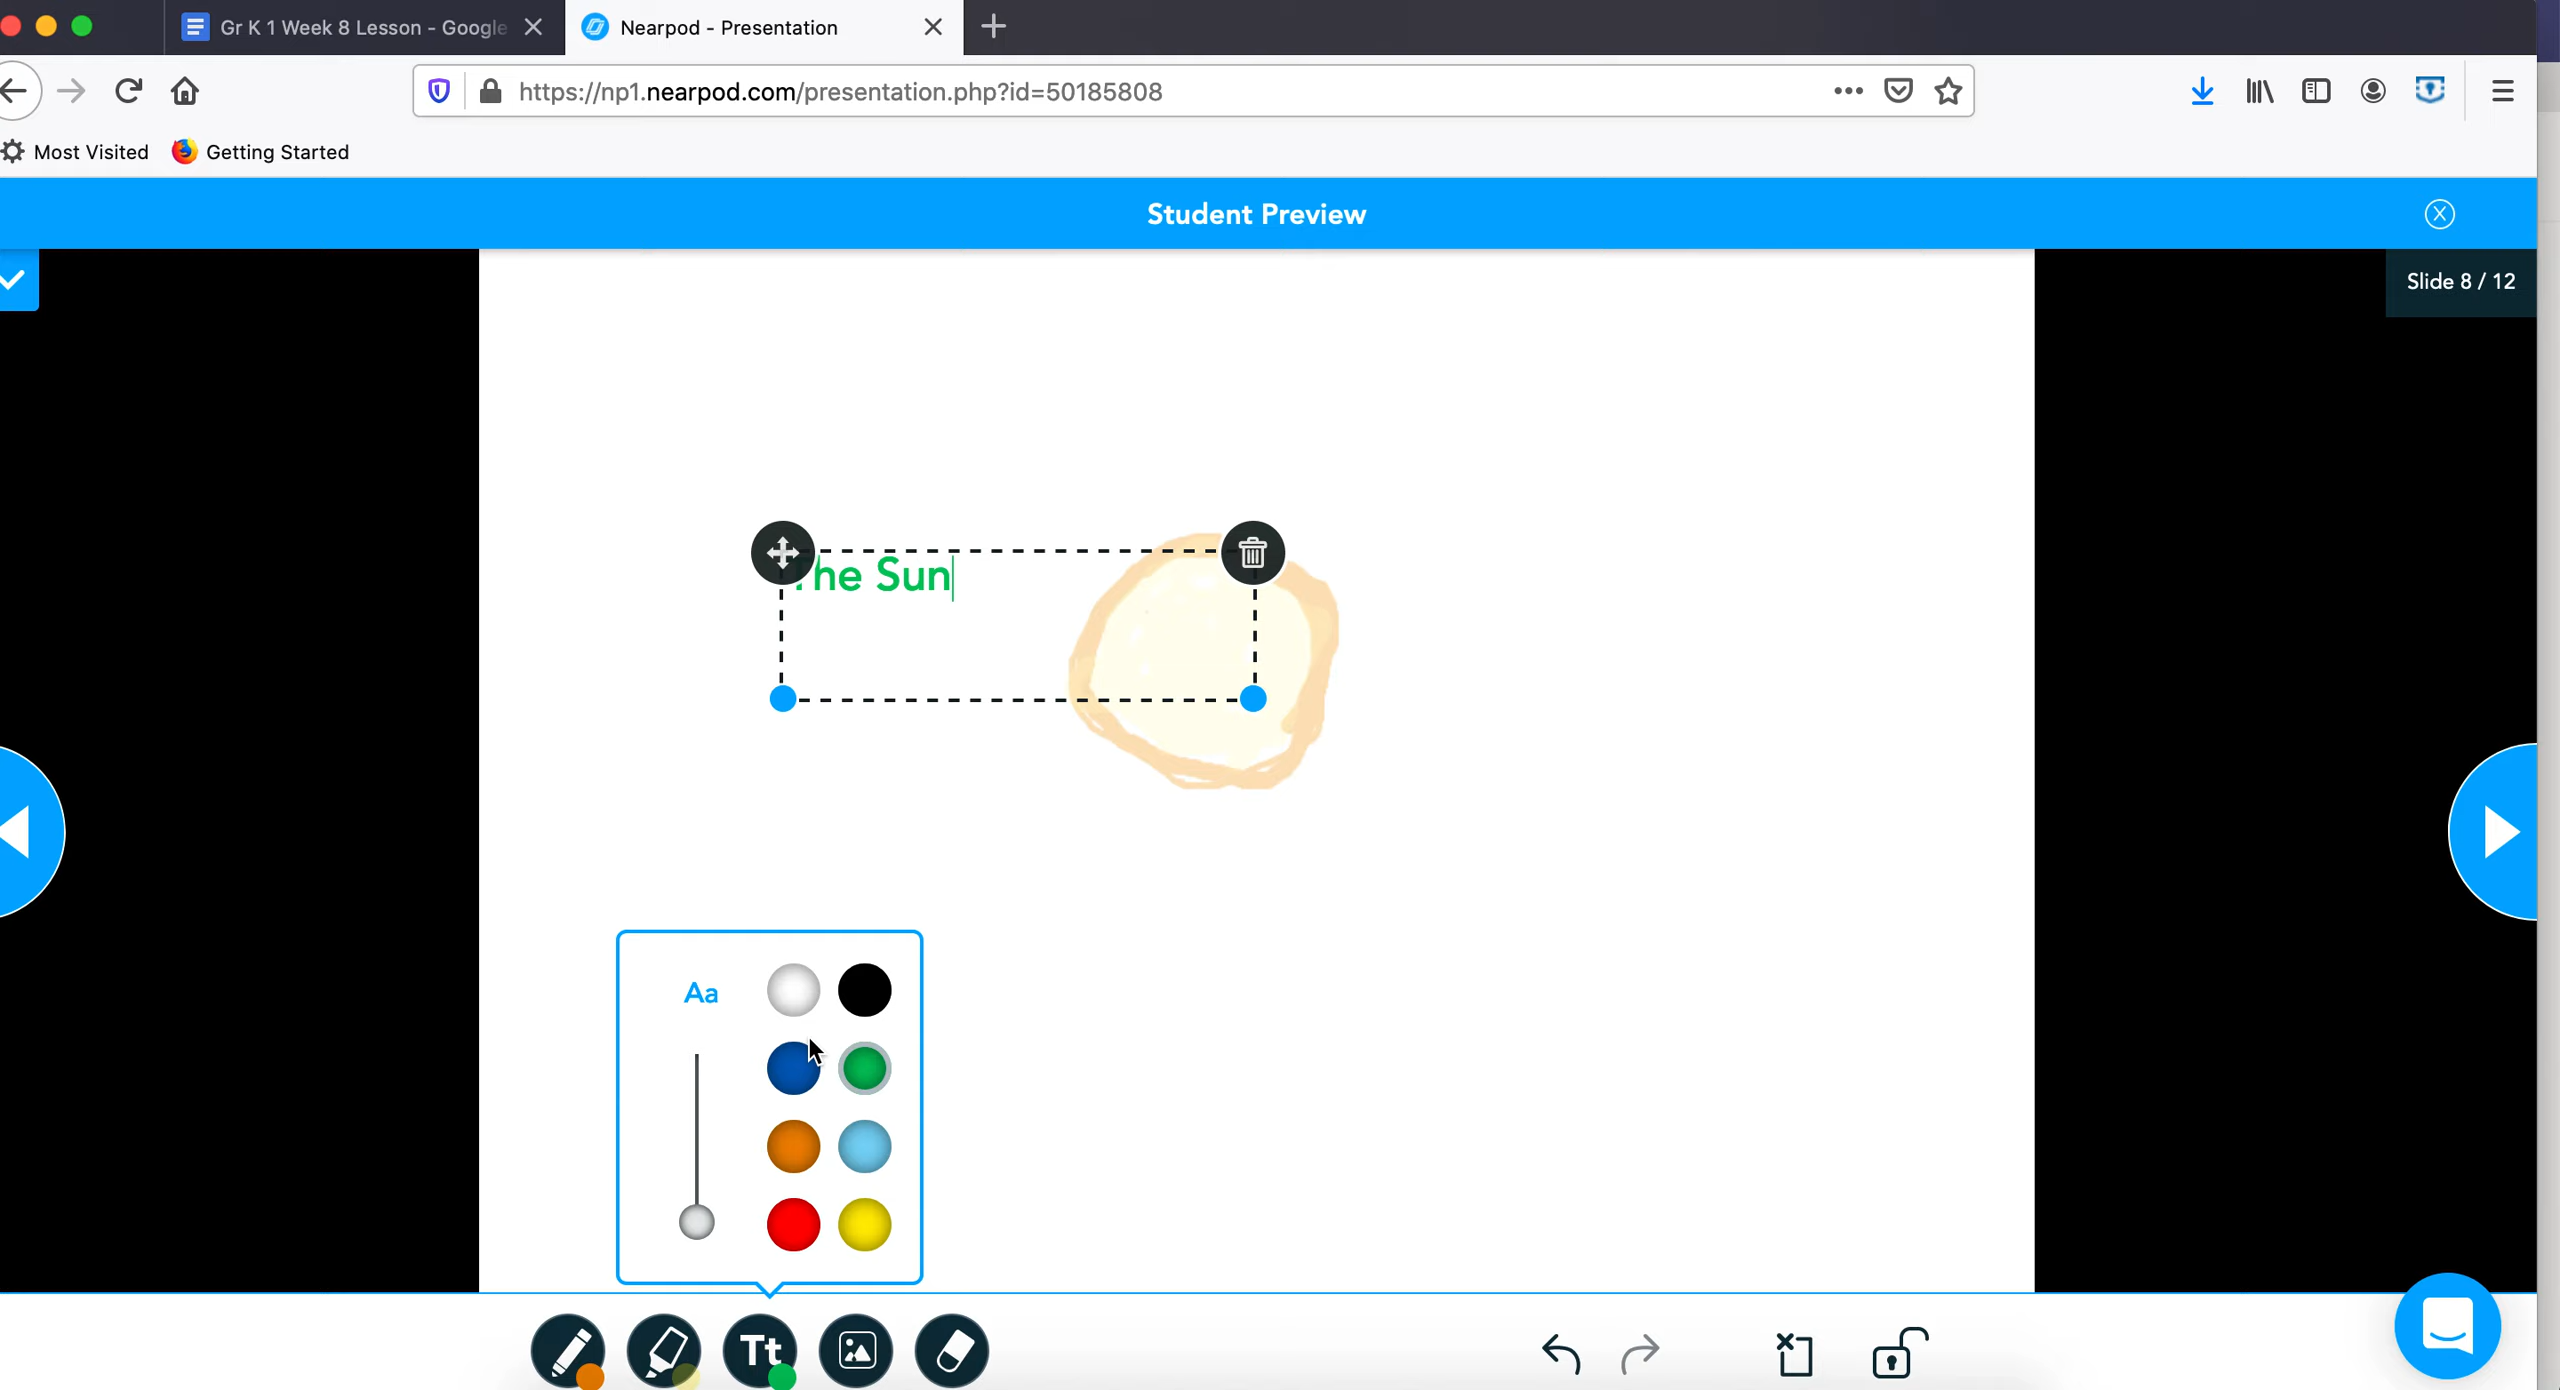 Gr K 1 Week 8 Lesson - Google
Nearpod - Presentation
https://np1.nearpod.com/presentation.php?id=50185808
Most Visited
Getting Started
Student Preview
Slide 8 / 12
The Sun
Aa
Tt